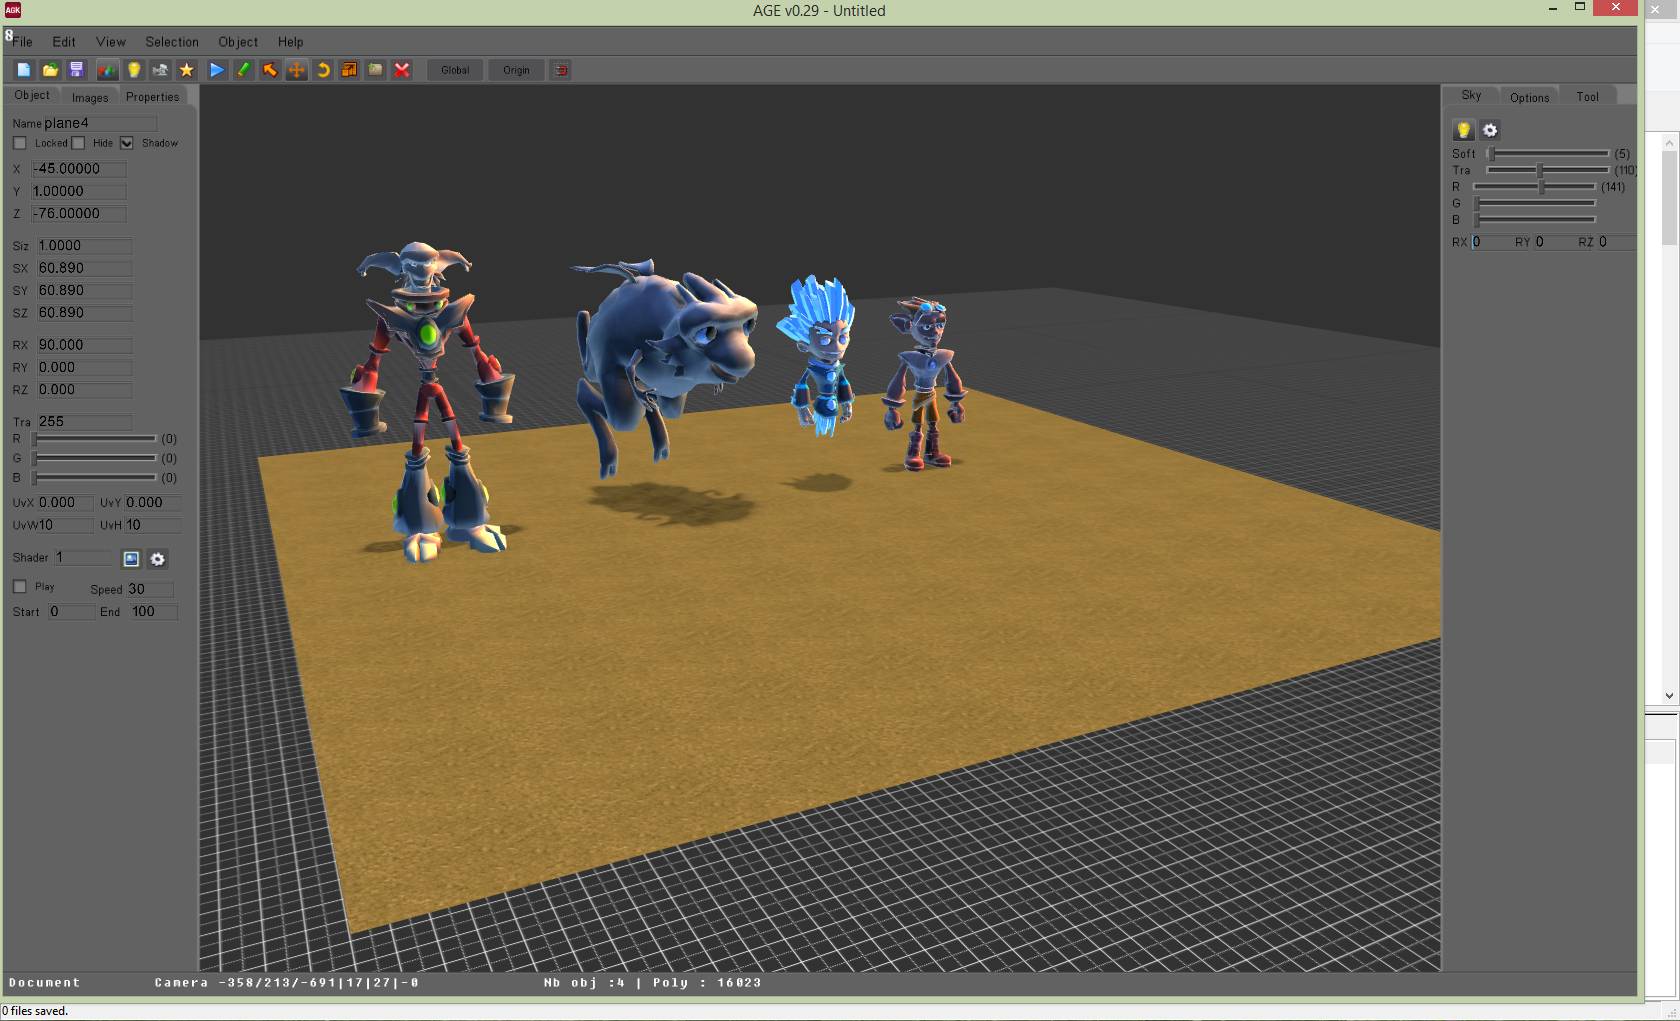 AGK
AGE v0.29 - Untitled
8
File Edit View Selection Object Help
Global Origin
Object Images Properties
Name plane4
Locked Hide Shadow
X -45.00000
Y 1.00000
Z -76.00000
Siz 1.0000
SX 60.890
SY 60.890
SZ 60.890
RX 90.000
RY 0.000
RZ 0.000
Tra 255
R (0)
G (0)
B (0)
UvX 0.000 UvY 0.000
UvW 10 UvH 10
Shader 1
Play Speed 30
Start 0 End 100
Sky Options Tool
Soft (5)
Tra (110)
R (141)
G
B
RX 0 RY 0 RZ 0
Document Camera -358/213/-691|17|27|-0 Nb obj :4 | Poly : 16023
0 files saved.